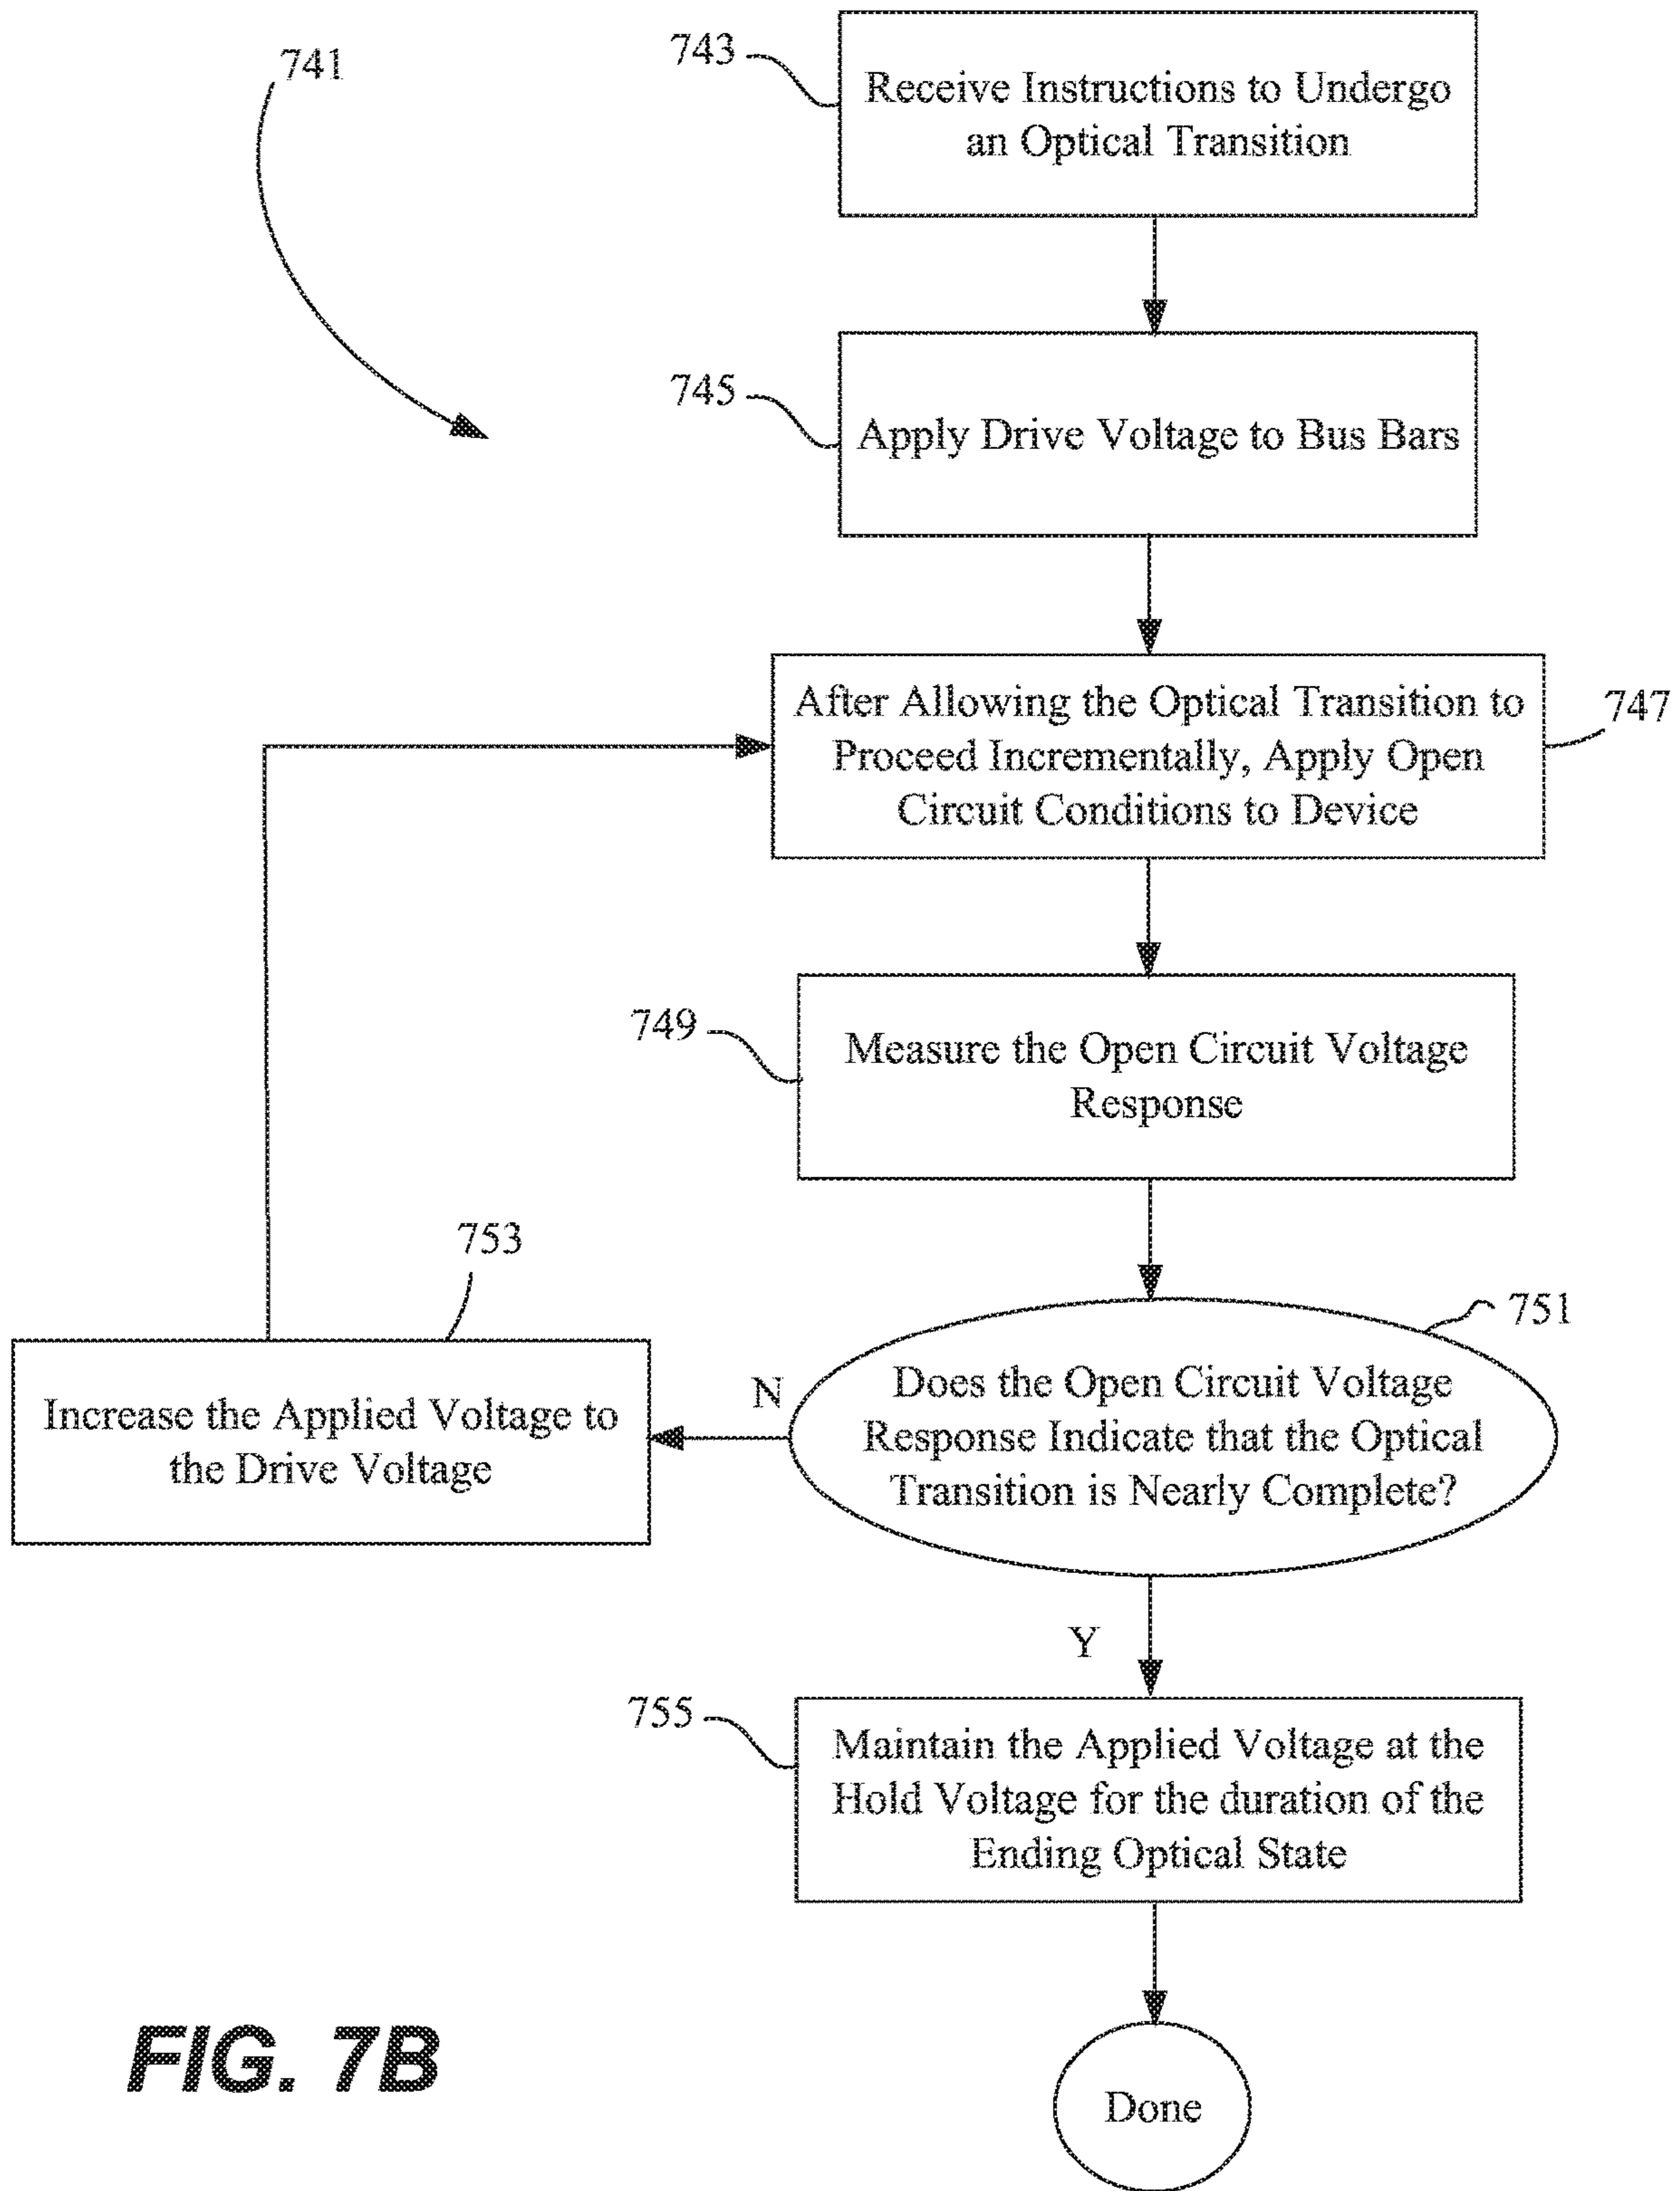 741
743
Receive Instructions to Undergo
an Optical Transition
745
Apply Drive Voltage to Bus Bars
After Allowing the Optical Transition to
Proceed Incrementally, Apply Open
Circuit Conditions to Device
747
749
Measure the Open Circuit Voltage
Response
751
Does the Open Circuit Voltage
Response Indicate that the Optical
Transition is Nearly Complete?
N
753
Increase the Applied Voltage to
the Drive Voltage
Y
755
Maintain the Applied Voltage at the
Hold Voltage for the duration of the
Ending Optical State
Done
FIG. 7B